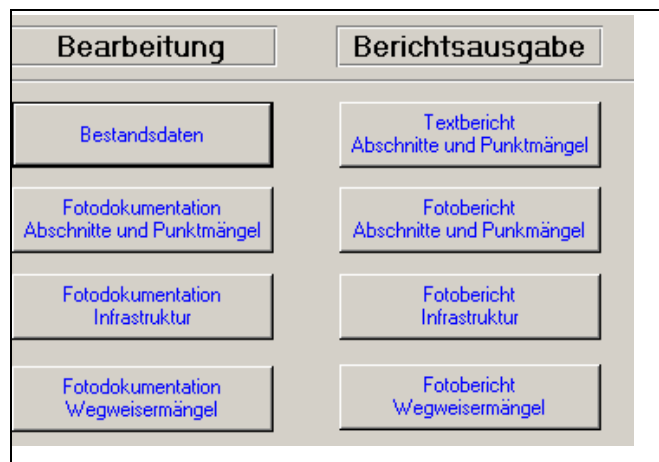 Bearbeitung
Berichtsausgabe
Bestandsdaten
Textbericht
Abschnitte und Punktmängel
Fotodokumentation
Abschnitte und Punktmängel
Fotobericht
Abschnitte und Punkmängel
Fotodokumentation
Infrastruktur
Fotobericht
Infrastruktur
Fotodokumentation
Wegweisermängel
Fotobericht
Wegweisermängel